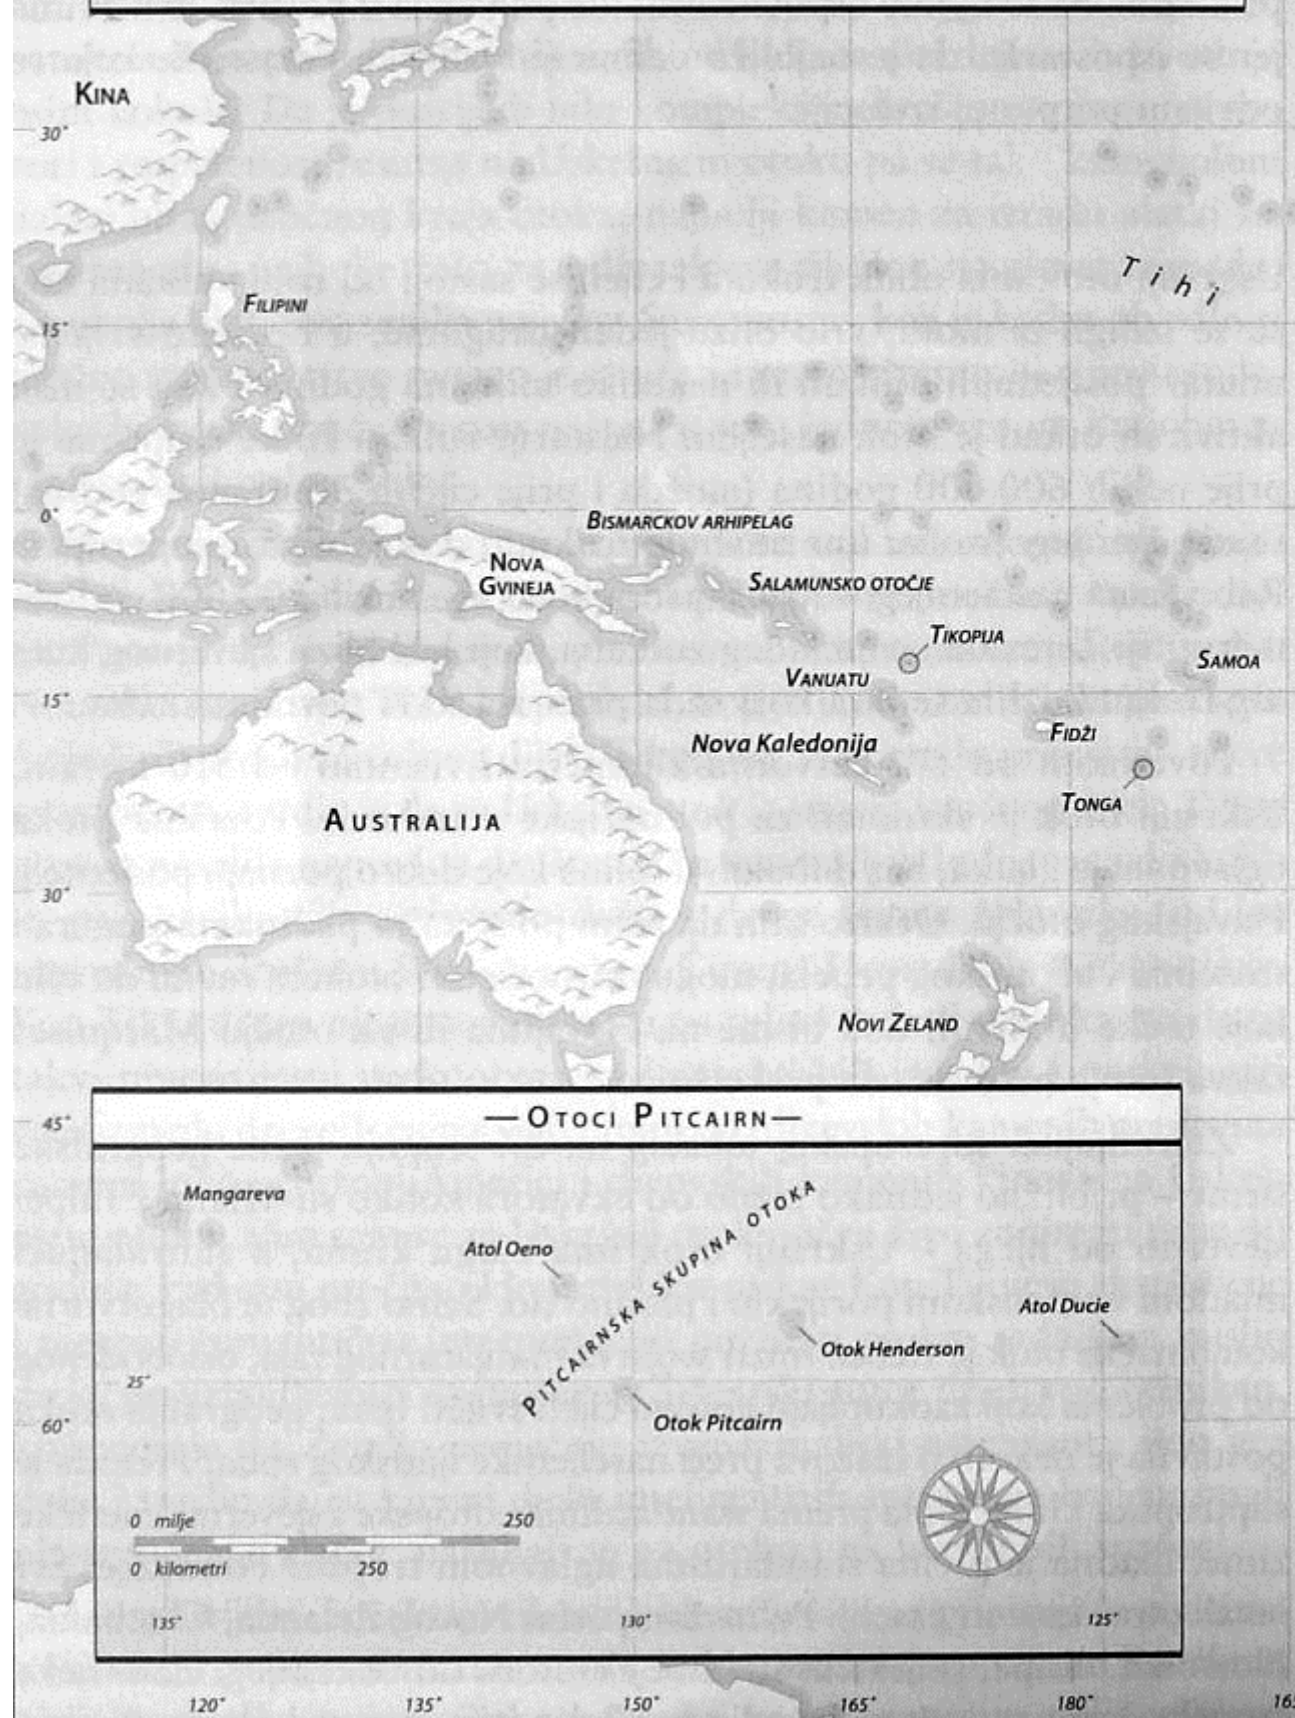 KINA
30°
Tihi
FILIPINI
15°
BISMARCKOV ARHIPELAG
0°
NOVA
GVINEJA
SALAMUNSKO OTOČJE
TIKOPIJA
SAMOA
VANUATU
15°
FIDŽI
Nova Kaledonija
TONGA
AUSTRALIJA
30°
NOVI ZELAND
—OTOCI PITCAIRN—
45°
Mangareva
Atol Oeno
PITCAIRNSKA SKUPINA OTOKA
Atol Ducie
Otok Henderson
25°
Otok Pitcairn
60°
0 milje 250
0 kilometri 250
135° 130° 125°
120° 135° 150° 165° 180° 165